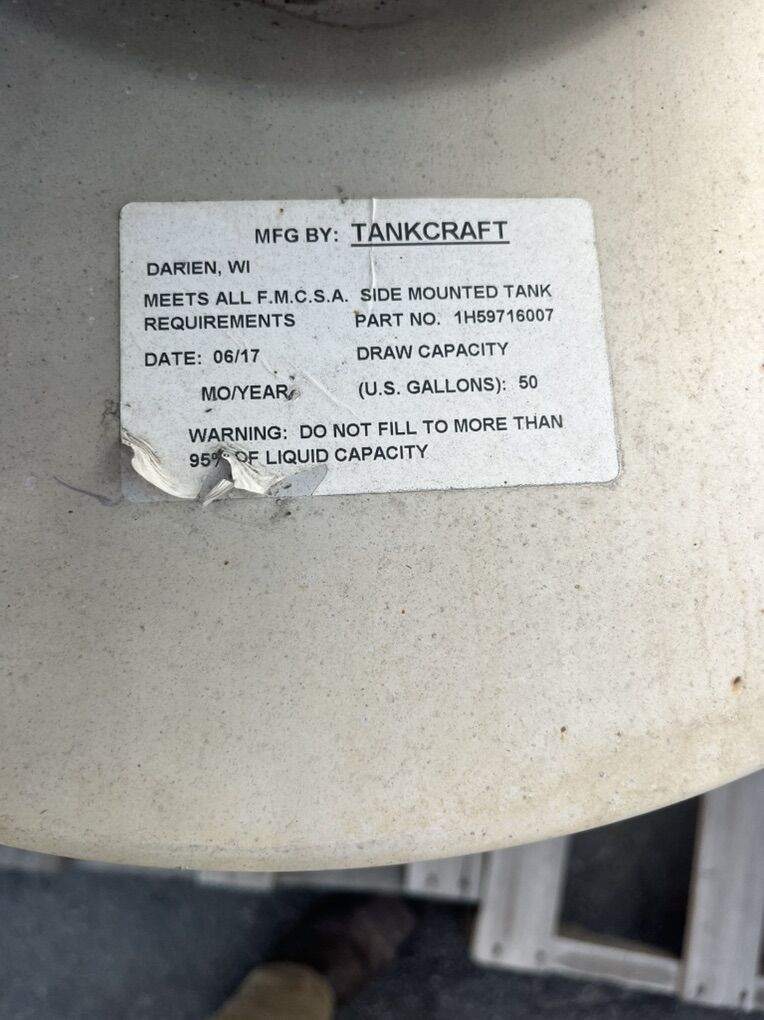 MFG BY: TANKCRAFT
DARIEN, WI
MEETS ALL F.M.C.S.A. SIDE MOUNTED TANK
REQUIREMENTS PART NO. 1H59716007
DATE: 06/17 DRAW CAPACITY
MO/YEAR (U.S. GALLONS): 50
WARNING: DO NOT FILL TO MORE THAN
95% OF LIQUID CAPACITY